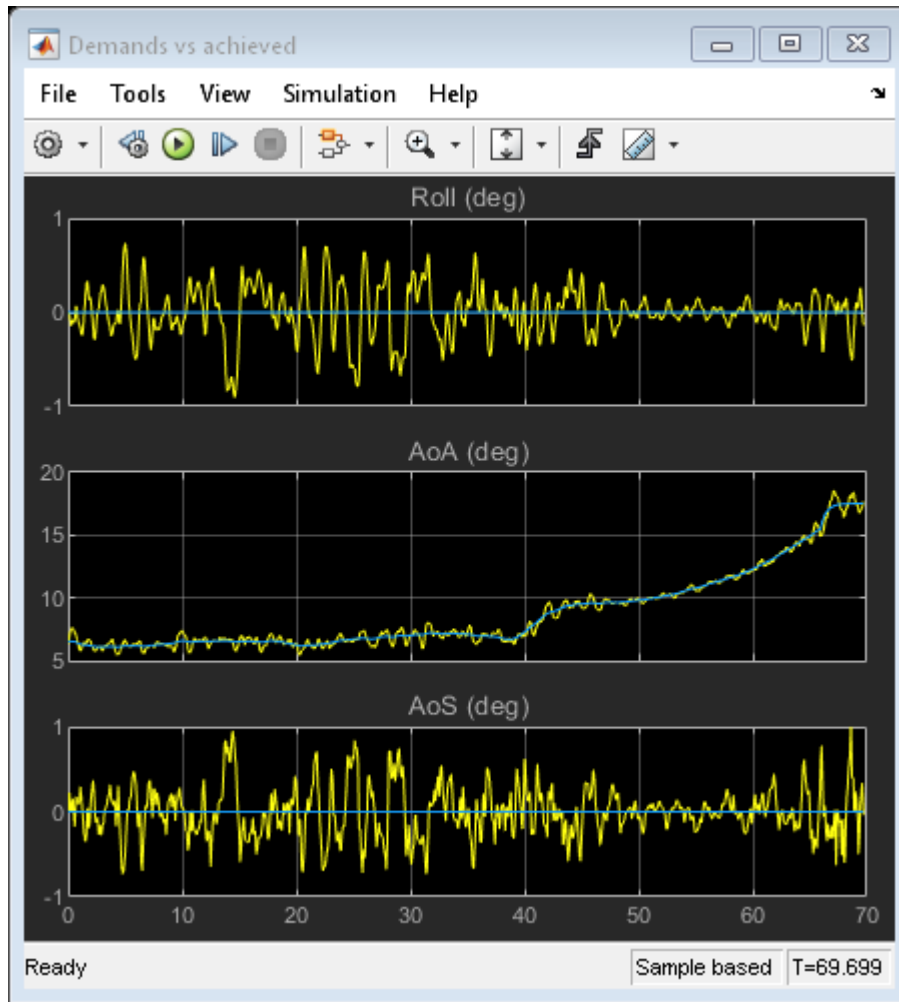 Demands vs achieved
File Tools View Simulation Help
Roll (deg)
1
0
-1
AoA (deg)
20
15
10
5
AoS (deg)
1
0
-1
0 10 20 30 40 50 60 70
Ready Sample based T=69.699